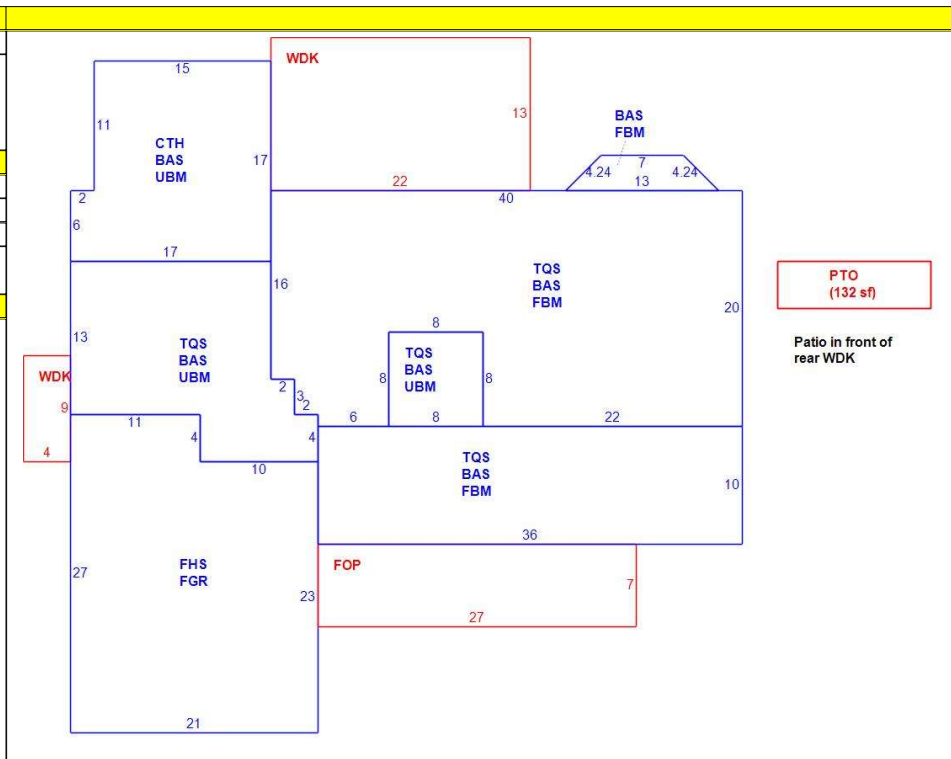 WDK
15
11
13
BAS
FBM
CTH
BAS
UBM
17
7
4.24
4.24
22
13
2
40
6
17
TQS
BAS
FBM
PTO
(132 sf)
16
20
13
8
Patio in front of
rear WDK
TQS
BAS
UBM
TQS
BAS
UBM
8
8
WDK
2
3
2
9
11
6
8
22
4
4
4
10
TQS
BAS
FBM
10
36
FHS
FGR
FOP
27
23
7
27
21